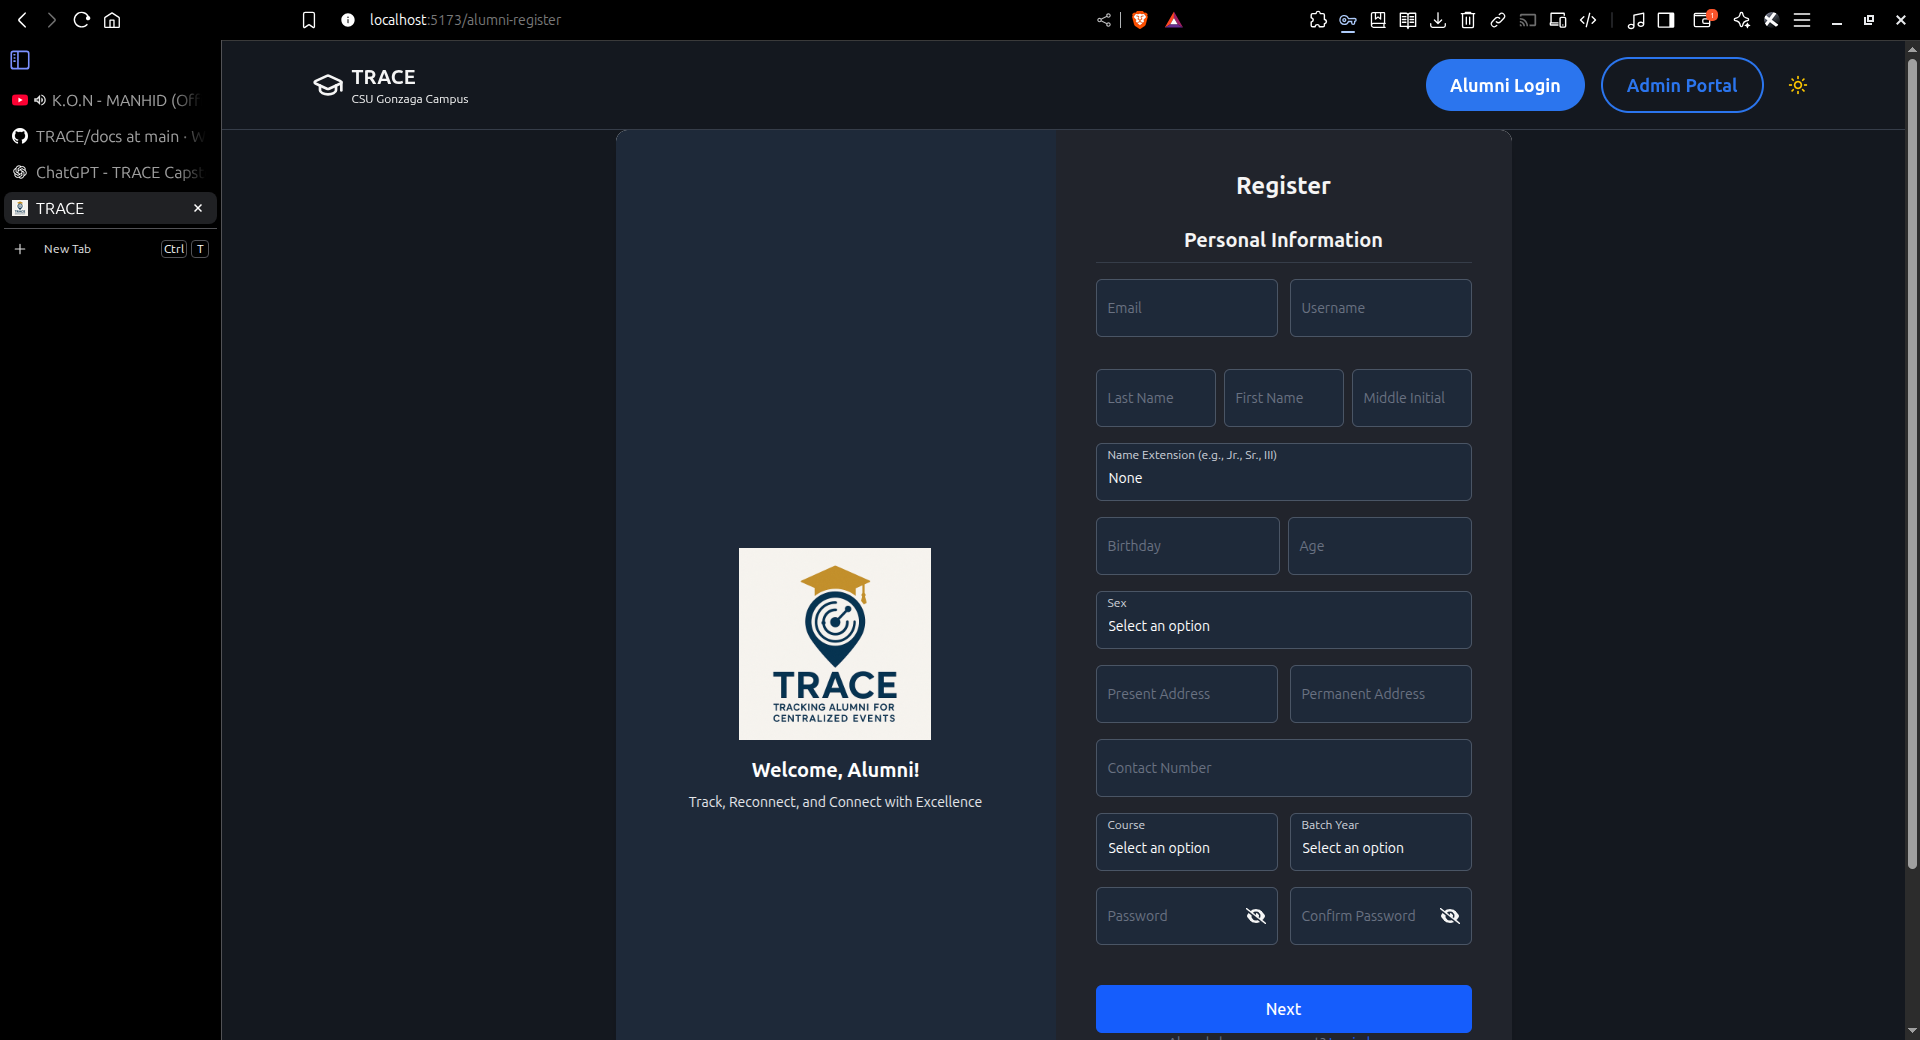 localhost:5173/alumni-register
K.O.N - MANHID (Off
TRACE/docs at main · W
ChatGPT - TRACE Caps
TRACE
New Tab
Ctrl T
TRACE
CSU Gonzaga Campus
Alumni Login
Admin Portal
TRACE
TRACKING ALUMNI FOR
CENTRALIZED EVENTS
Welcome, Alumni!
Track, Reconnect, and Connect with Excellence
Register
Personal Information
Email
Username
Last Name
First Name
Middle Initial
Name Extension (e.g., Jr., Sr., III)
None
Birthday
Age
Sex
Select an option
Present Address
Permanent Address
Contact Number
Course
Select an option
Batch Year
Select an option
Password
Confirm Password
Next